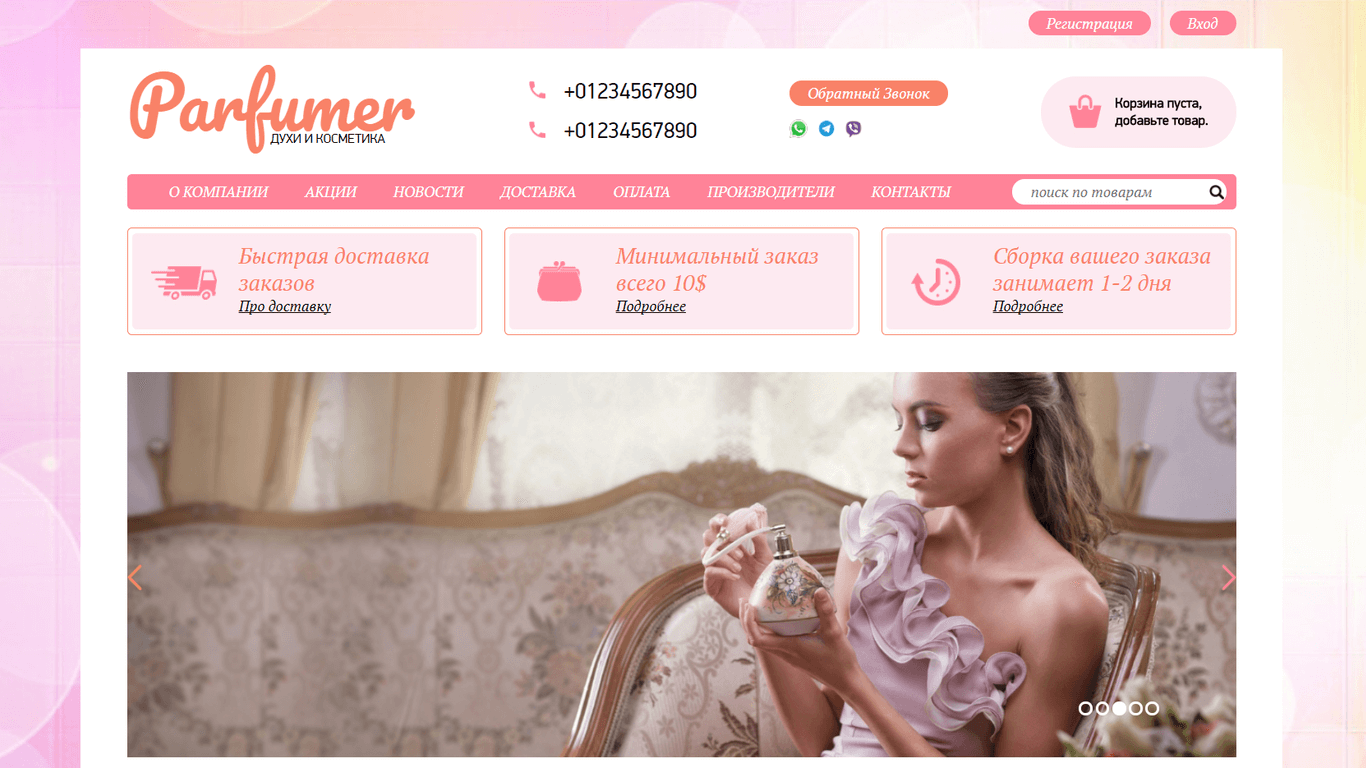 Регистрация
Вход
Parfumer
ДУХИ И КОСМЕТИКА
+01234567890
+01234567890
Обратный Звонок
Корзина пуста,
добавьте товар.
О КОМПАНИИ АКЦИИ НОВОСТИ ДОСТАВКА ОПЛАТА ПРОИЗВОДИТЕЛИ КОНТАКТЫ поиск по товарам
Быстрая доставка
заказов
Про доставку
Минимальный заказ
всего 10$
Подробнее
Сборка вашего заказа
занимает 1-2 дня
Подробнее